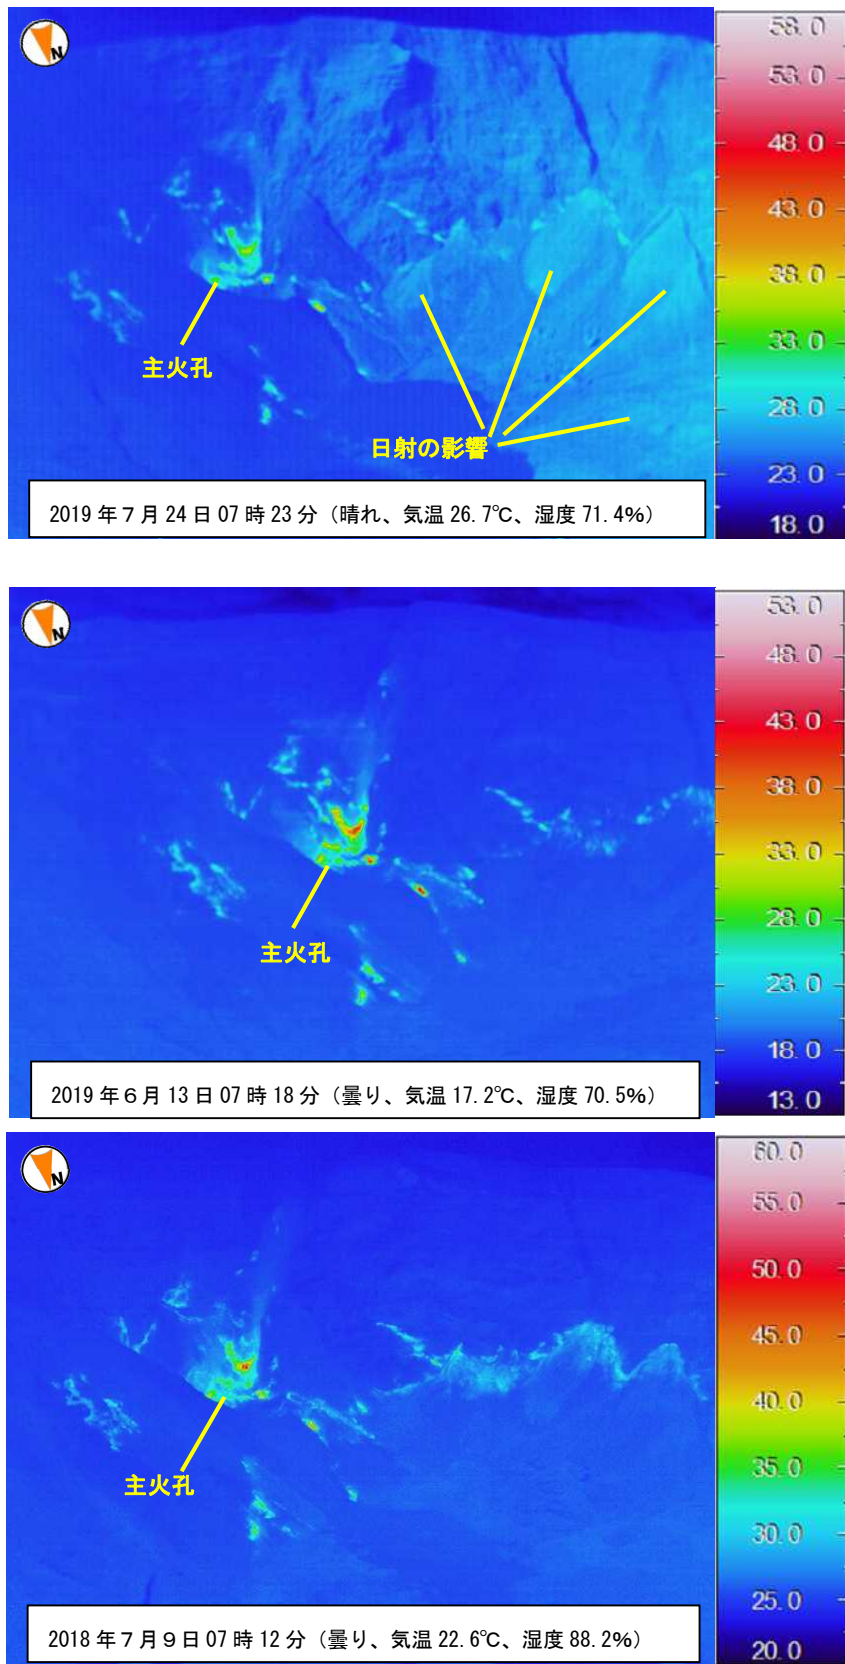 N
58.0
53.0
48.0
43.0
38.0
33.0
28.0
23.0
18.0
主火孔
日射の影響
2019年7月24日07時23分（晴れ、気温26.7℃、湿度71.4%）
N
53.0
48.0
43.0
38.0
33.0
28.0
23.0
18.0
13.0
主火孔
2019年6月13日07時18分（曇り、気温17.2℃、湿度70.5%）
N
60.0
55.0
50.0
45.0
40.0
35.0
30.0
25.0
20.0
主火孔
2018年7月9日07時12分（曇り、気温22.6℃、湿度88.2%）